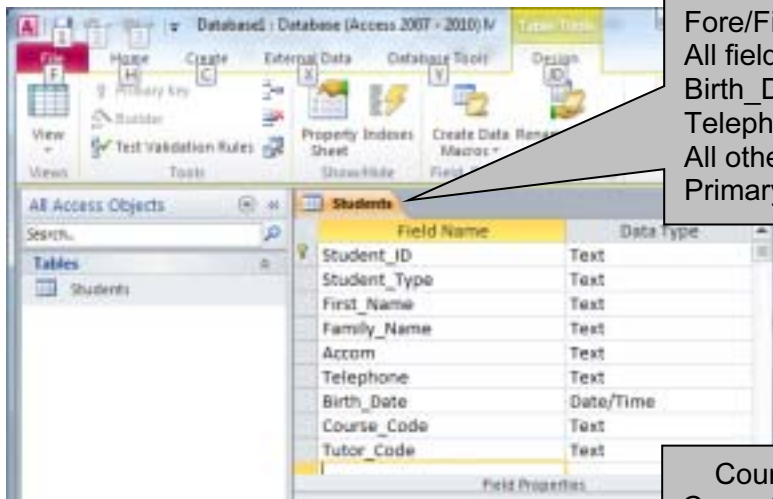 Database1 : Database (Access 2007 - 2010) M
Table Tools
File Home Create External Data Database Tools Design
F H C X Y JD
Primary Key
Builder
Test Validation Rules
View
Property Sheet
Indexes
Create Data Macros
Views Tools Show/Hide
All Access Objects
Search..
Tables
Students
Students
Field Name Data Type
Student_ID Text
Student_Type Text
First_Name Text
Family_Name Text
Accom Text
Telephone Text
Birth_Date Date/Time
Course_Code Text
Tutor_Code Text
Field Properties
Fore/Fi
All field
Birth_D
Teleph
All othe
Primary
Cour